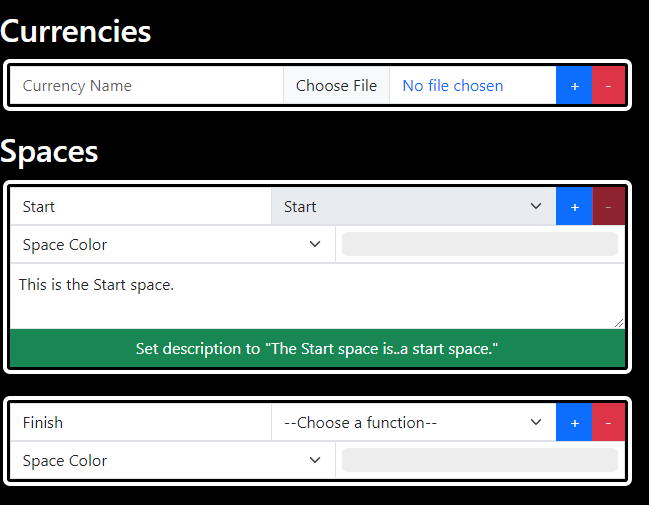 Currencies
Currency Name Choose File No file chosen + -
Spaces
Start Start + -
Space Color
This is the Start space.
Set description to "The Start space is..a start space."
Finish --Choose a function-- + -
Space Color